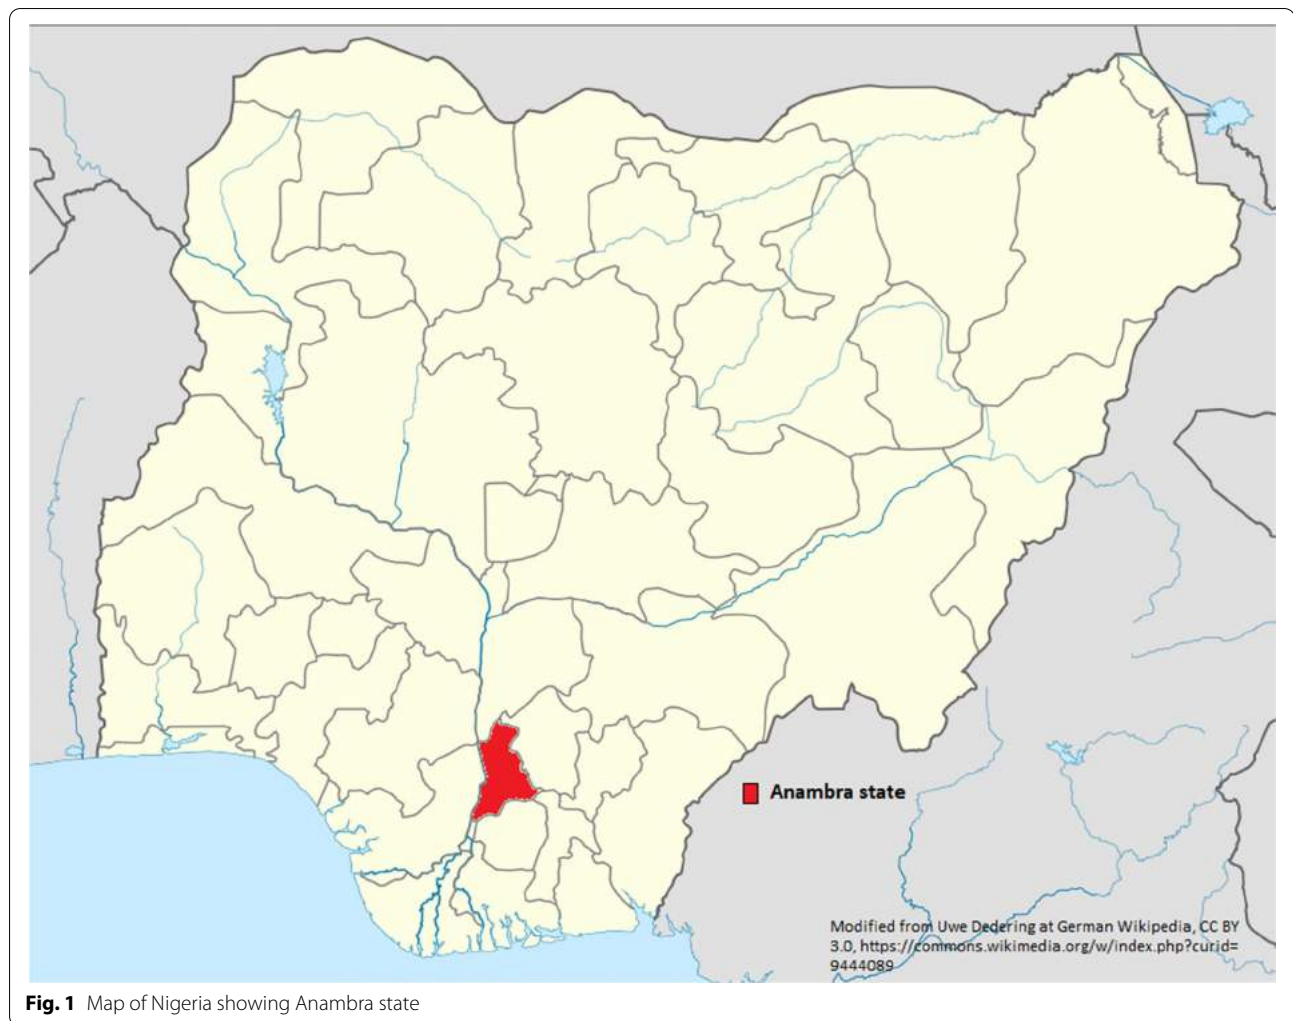 Anambra state
Modified from Uwe Dedering at German Wikipedia, CC BY
3.0, https://commons.wikimedia.org/w/index.php?curid=
9444089
Fig. 1 Map of Nigeria showing Anambra state